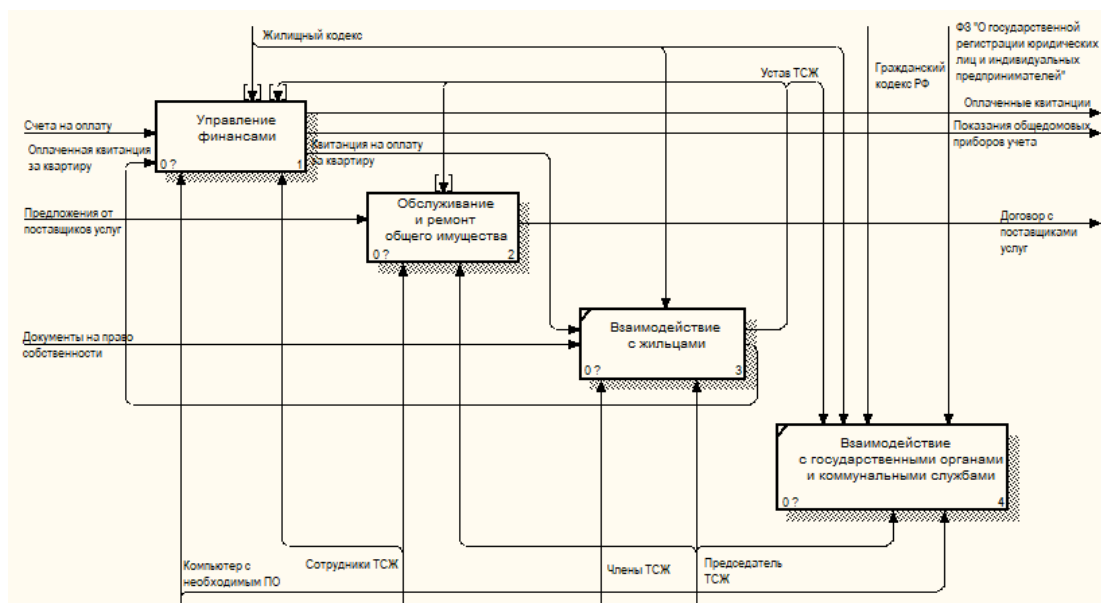 Жилищный кодекс
ФЗ "О государственной
регистрации юридических
лиц и индивидуальных
предпринимателей"
Гражданский
кодекс РФ
Устав ТСЖ
Счета на оплату
Оплаченная квитанция
за квартиру
Управление
финансами
0 ?
1
Квитанция на оплату
за квартиру
Оплаченные квитанции
Показания общедомовых
приборов учета
Предложения от
поставщиков услуг
Обслуживание
и ремонт
общего имущества
0 ?
2
Договор с
поставщиками
услуг
Документы на право
собственности
Взаимодействие
с жильцами
0 ?
3
Взаимодействие
с государственными органами
и коммунальными службами
0 ?
4
Компьютер с
необходимым ПО
Сотрудники ТСЖ
Члены ТСЖ
Председатель
ТСЖ